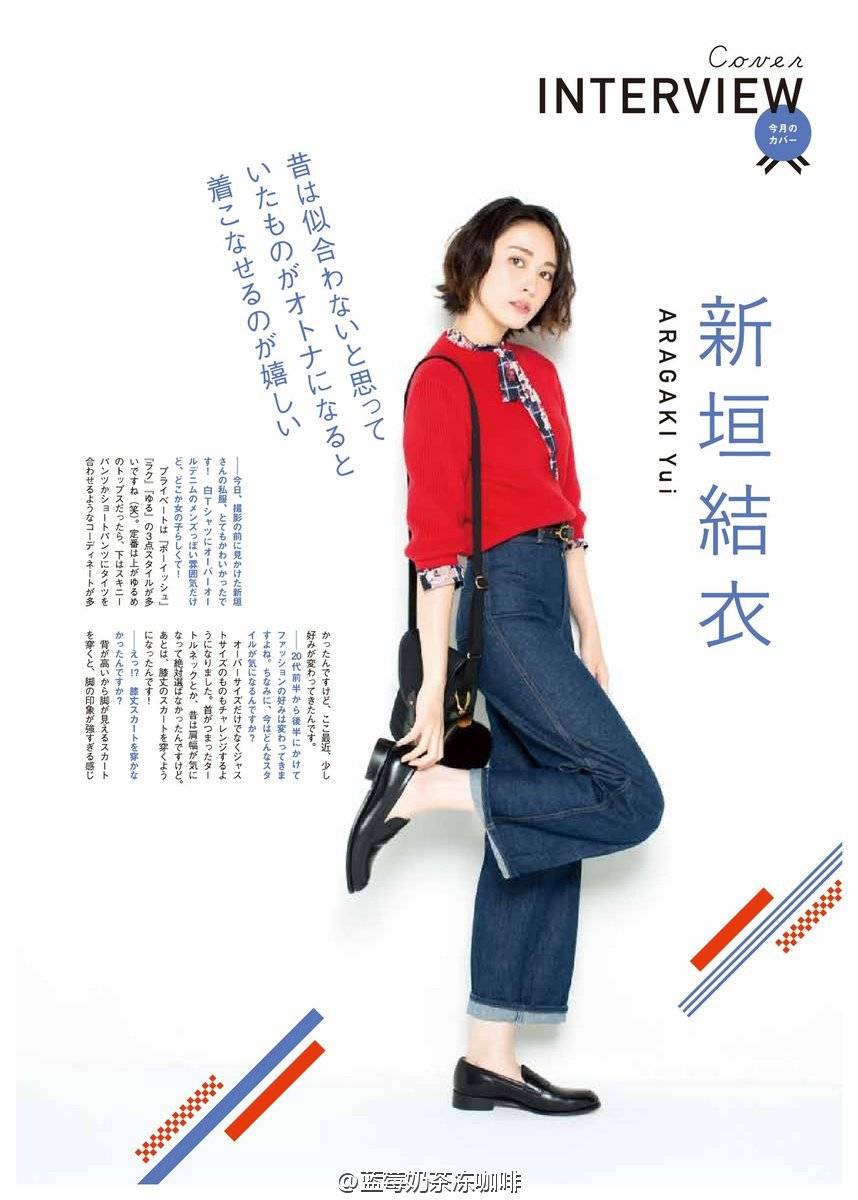 Cover
INTERVIEW
今月の
カバー
新垣結衣
ARAGAKI Yui
昔は似合わないと思って
いたものがオトナになると
着こなせるのが嬉しい
――今日、撮影の前に見かけた新垣
さんの私服、とてもかわいかったで
す! 白Tシャツにオーバーオー
ルデニムのメンズっぽい雰囲気だけ
ど、どこか女の子らしくて!
プライベートは「ボーイッシュ」
「ラク」「ゆる」の3点スタイルが多
いですね(笑)。定番は上がゆるめ
のトップスだったら、下はスキニー
パンツかショートパンツにタイツを
合わせるようなコーディネートが多
かったんですけど、ここ最近、少し
好みが変わってきたんです。
――20代前半から後半にかけて
ファッションの好みは変わってきま
すよね。ちなみに、今はどんなスタ
イルが気になるんですか?
オーバーサイズだけでなくジャス
トサイズのものもチャレンジするよ
うになりました。首がつまったター
トルネックとか、昔は肩幅が気に
なって絶対選ばなかったんですけど。
あとは、膝丈のスカートを穿くよう
になったんです!
――えっ!? 膝丈スカートを穿かな
かったんですか?
背が高いから脚が見えるスカート
を穿くと、脚の印象が強すぎる感じ
@蓝莓奶茶冻咖啡